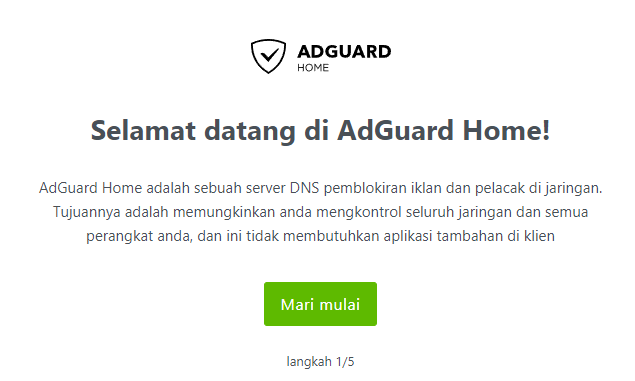 ADGUARD
HOME
Selamat datang di AdGuard Home!
AdGuard Home adalah sebuah server DNS pemblokiran iklan dan pelacak di jaringan.
Tujuannya adalah memungkinkan anda mengkontrol seluruh jaringan dan semua
perangkat anda, dan ini tidak membutuhkan aplikasi tambahan di klien
Mari mulai
langkah 1/5